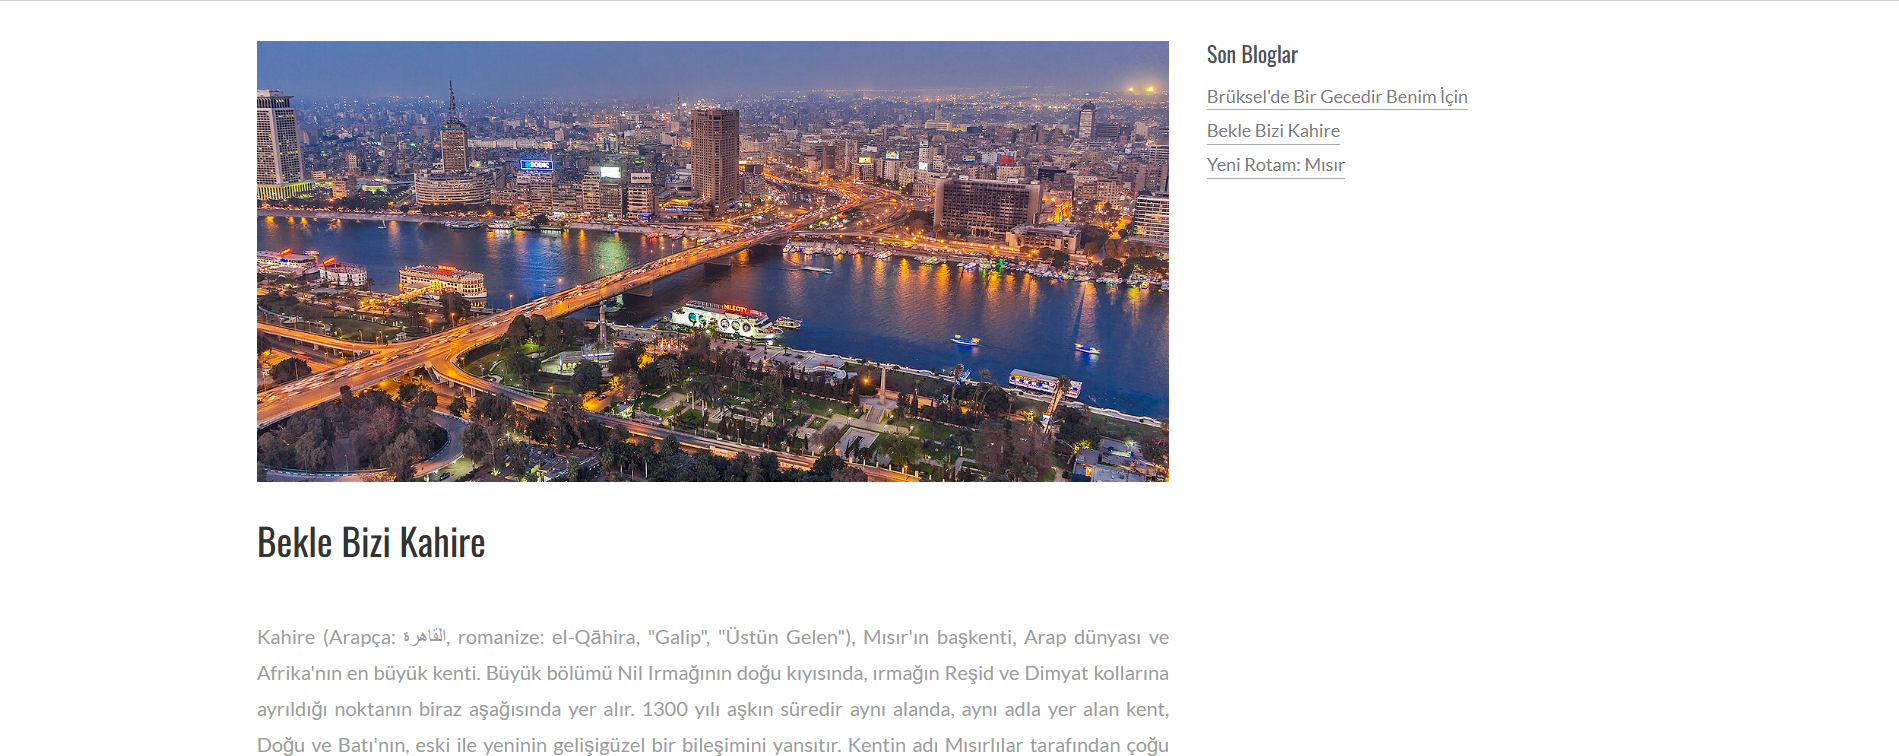 SHARP
NILE CITY
Bekle Bizi Kahire
Kahire (Arapça: القاهرة, romanize: el-Qāhira, "Galip", "Üstün Gelen"), Mısır'ın başkenti, Arap dünyası ve
Afrika'nın en büyük kenti. Büyük bölümü Nil Irmağının doğu kıyısında, ırmağın Reşid ve Dimyat kollarına
ayrıldığı noktanın biraz aşağısında yer alır. 1300 yılı aşkın süredir aynı alanda, aynı adla yer alan kent,
Doğu ve Batı'nın, eski ile yeninin gelişigüzel bir bileşimini yansıtır. Kentin adı Mısırlılar tarafından çoğu
Son Bloglar
Brüksel'de Bir Gecedir Benim İçin
Bekle Bizi Kahire
Yeni Rotam: Mısır